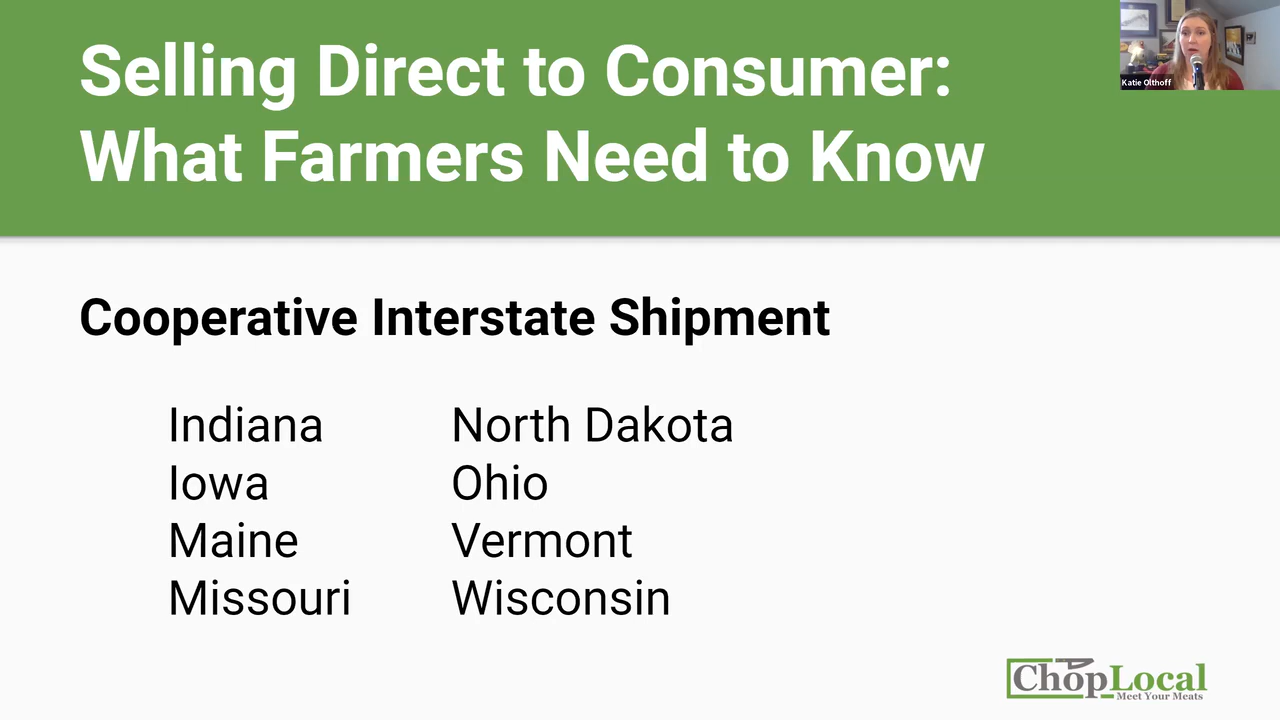 Selling Direct to Consumer:
What Farmers Need to Know
Katie Olthoff
Cooperative Interstate Shipment
Indiana
Iowa
Maine
Missouri
North Dakota
Ohio
Vermont
Wisconsin
ChopLocal
Meet Your Meats